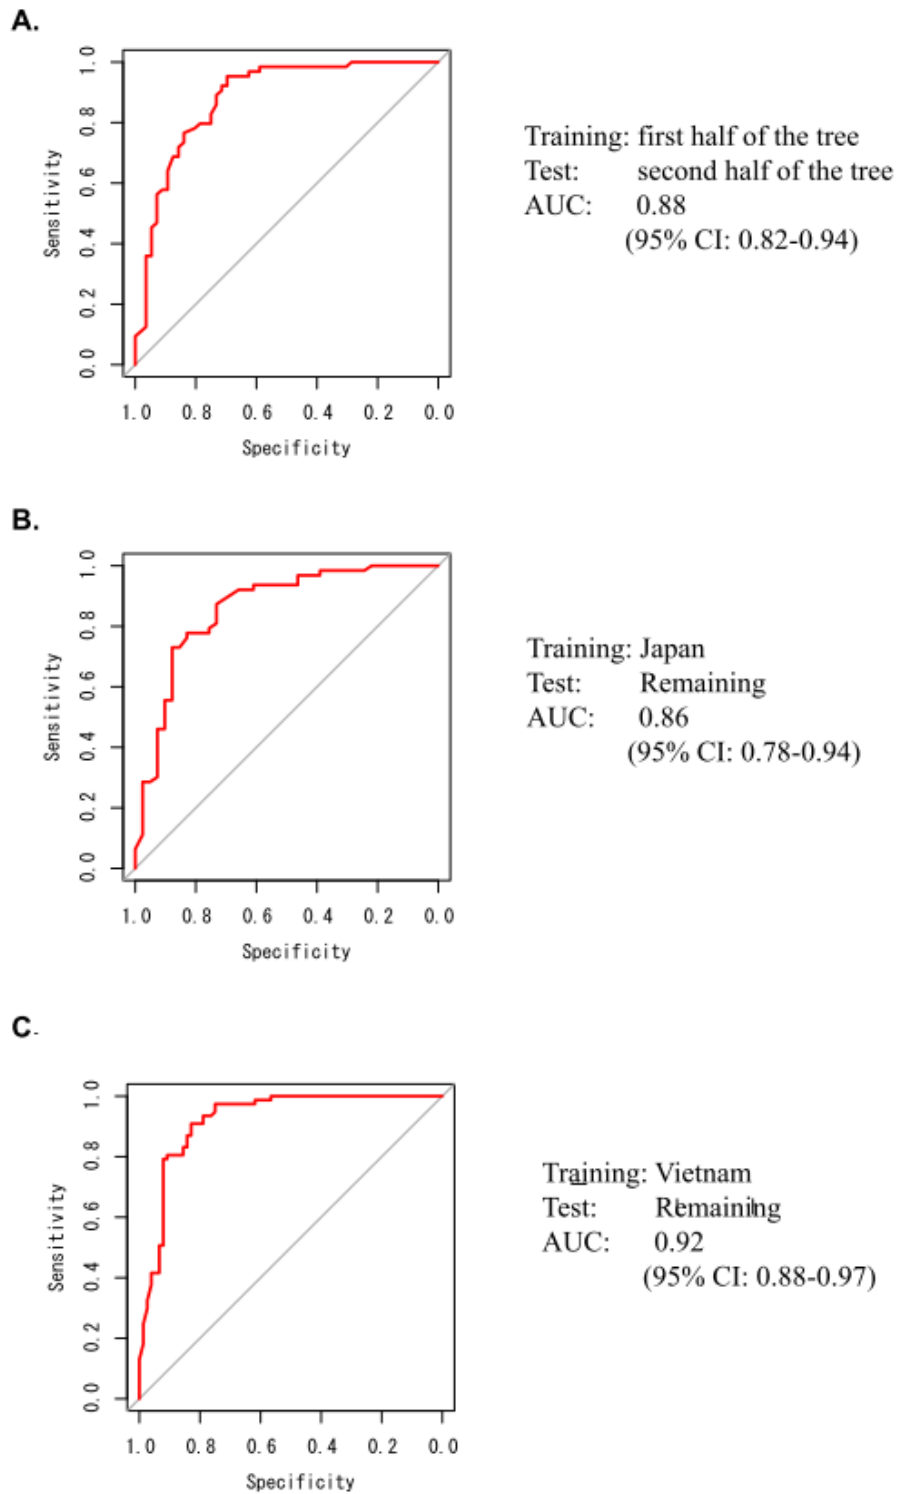 A.
Sensitivity
0.0 0.2 0.4 0.6 0.8 1.0
1.0 0.8 0.6 0.4 0.2 0.0
Specificity
Training: first half of the tree
Test: second half of the tree
AUC: 0.88
(95% CI: 0.82-0.94)
B.
Sensitivity
0.0 0.2 0.4 0.6 0.8 1.0
1.0 0.8 0.6 0.4 0.2 0.0
Specificity
Training: Japan
Test: Remaining
AUC: 0.86
(95% CI: 0.78-0.94)
C.
Sensitivity
0.0 0.2 0.4 0.6 0.8 1.0
1.0 0.8 0.6 0.4 0.2 0.0
Specificity
Training: Vietnam
Test: Remaining
AUC: 0.92
(95% CI: 0.88-0.97)